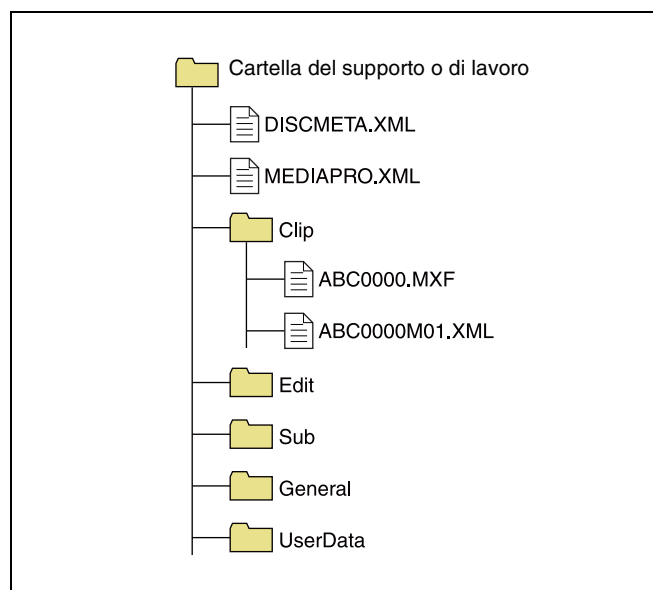 Cartella del supporto o di lavoro
DISCMETA.XML
MEDIAPRO.XML
Clip
ABC0000.MXF
ABC0000M01.XML
Edit
Sub
General
UserData